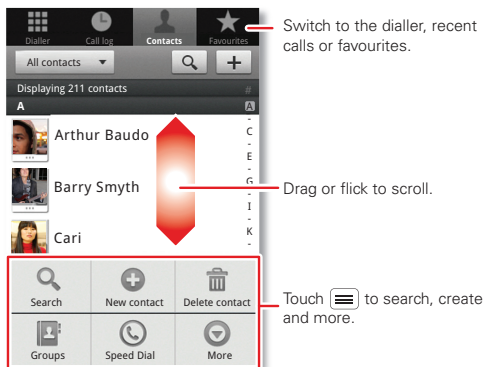 Dialler Call log Contacts Favourites
Switch to the dialler, recent
calls or favourites.
All contacts
Displaying 211 contacts #
A A
-
C
Arthur Baudo
-
E
-
G
Barry Smyth
Drag or flick to scroll.
-
I
-
K
Cari
-
Search New contact Delete contact
Touch to search, create
and more.
Groups Speed Dial More